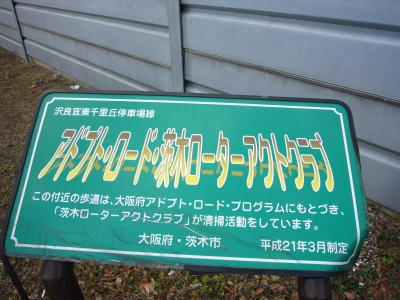 沢良宜東千里丘停車場線
アドプト・ロード・茨木ローターアクトクラブ
この付近の歩道は、大阪府アドプト・ロード・プログラムにもとづき、
「茨木ローターアクトクラブ」が清掃活動をしています。
大阪府・茨木市 平成21年3月制定